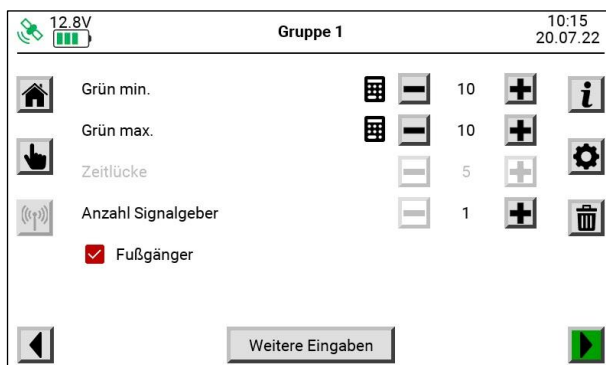 12.8V Gruppe 1 10:15
20.07.22
Grün min. 10
Grün max. 10
Zeitlücke 5
Anzahl Signalgeber 1
Fußgänger
Weitere Eingaben